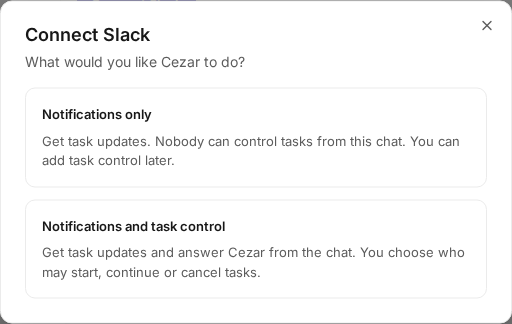 Connect Slack
What would you like Cezar to do?
Notifications only
Get task updates. Nobody can control tasks from this chat. You can
add task control later.
Notifications and task control
Get task updates and answer Cezar from the chat. You choose who
may start, continue or cancel tasks.